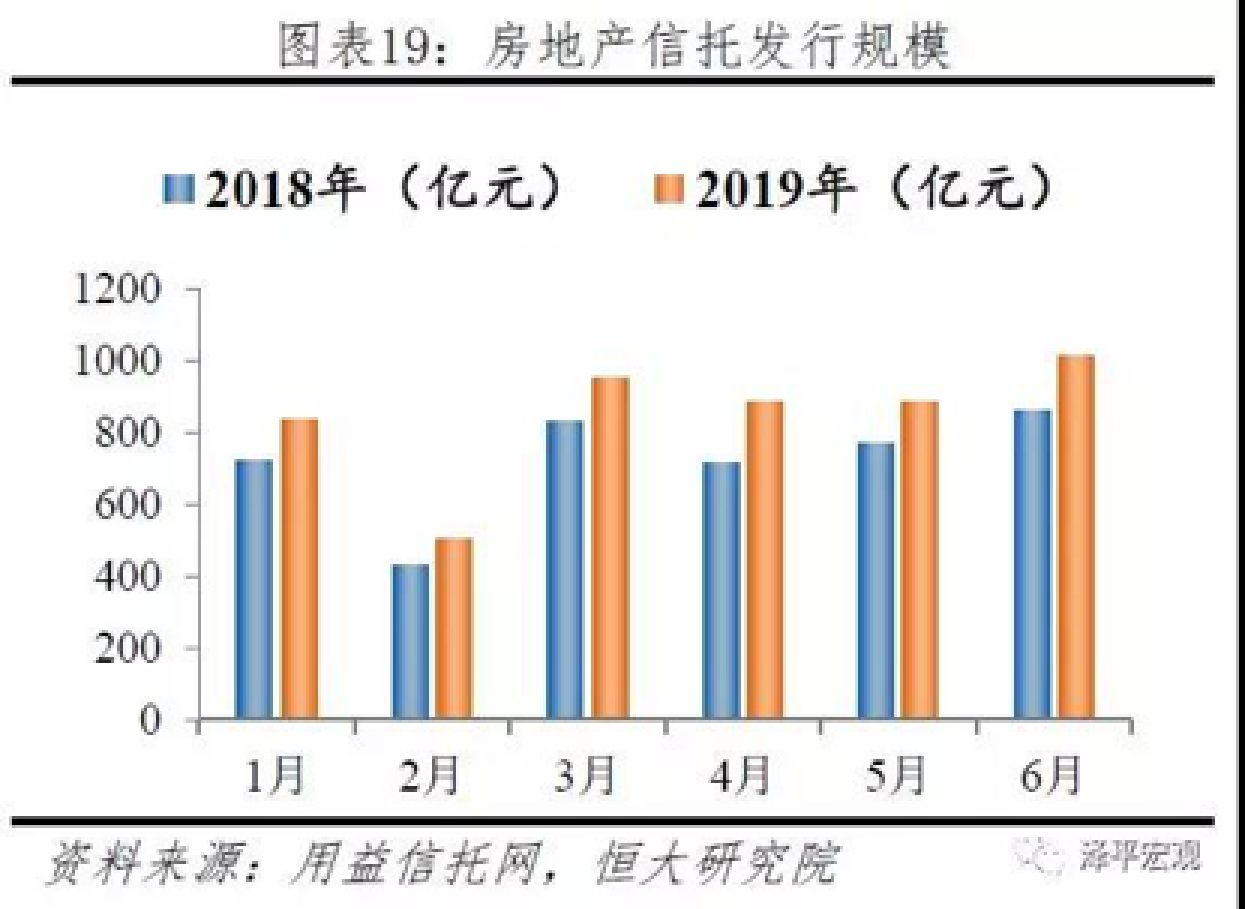 图表19：房地产信托发行规模
2018年（亿元） 2019年（亿元）
1200
1000
800
600
400
200
0
1月 2月 3月 4月 5月 6月
资料来源：用益信托网，恒大研究院
泽平宏观